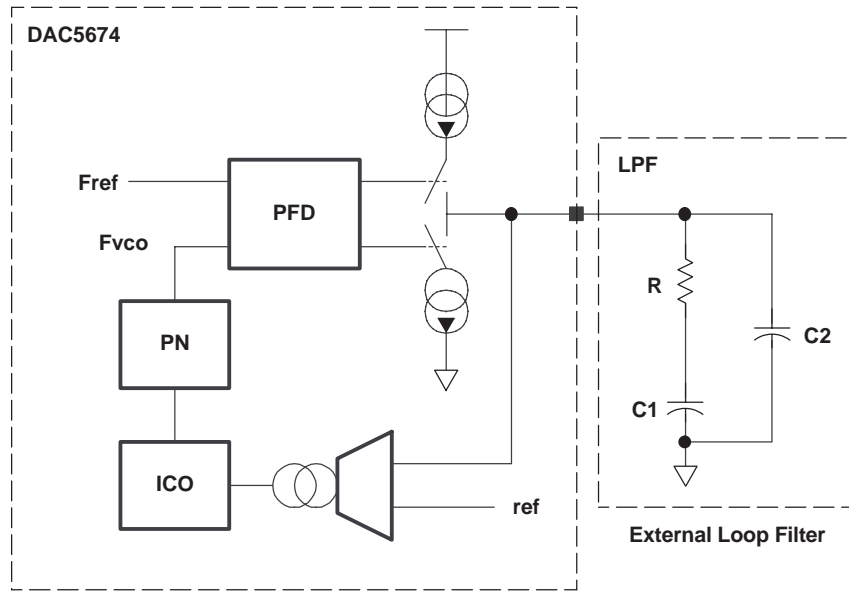 DAC5674
LPF
Fref
PFD
Fvco
R
PN
C2
C1
ICO
ref
External Loop Filter